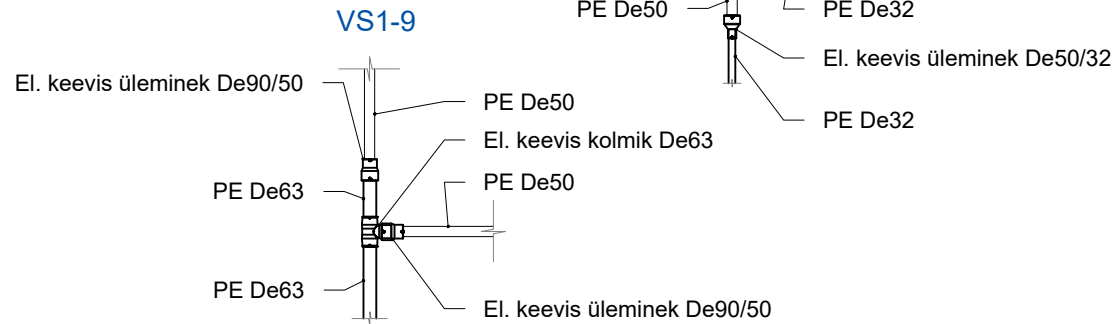 VS1-9
El. keevis üleminek De90/50
PE De50
El. keevis kolmik De63
PE De63
PE De50
PE De63
El. keevis üleminek De90/50
PE De50
PE De32
El. keevis üleminek De50/32
PE De32